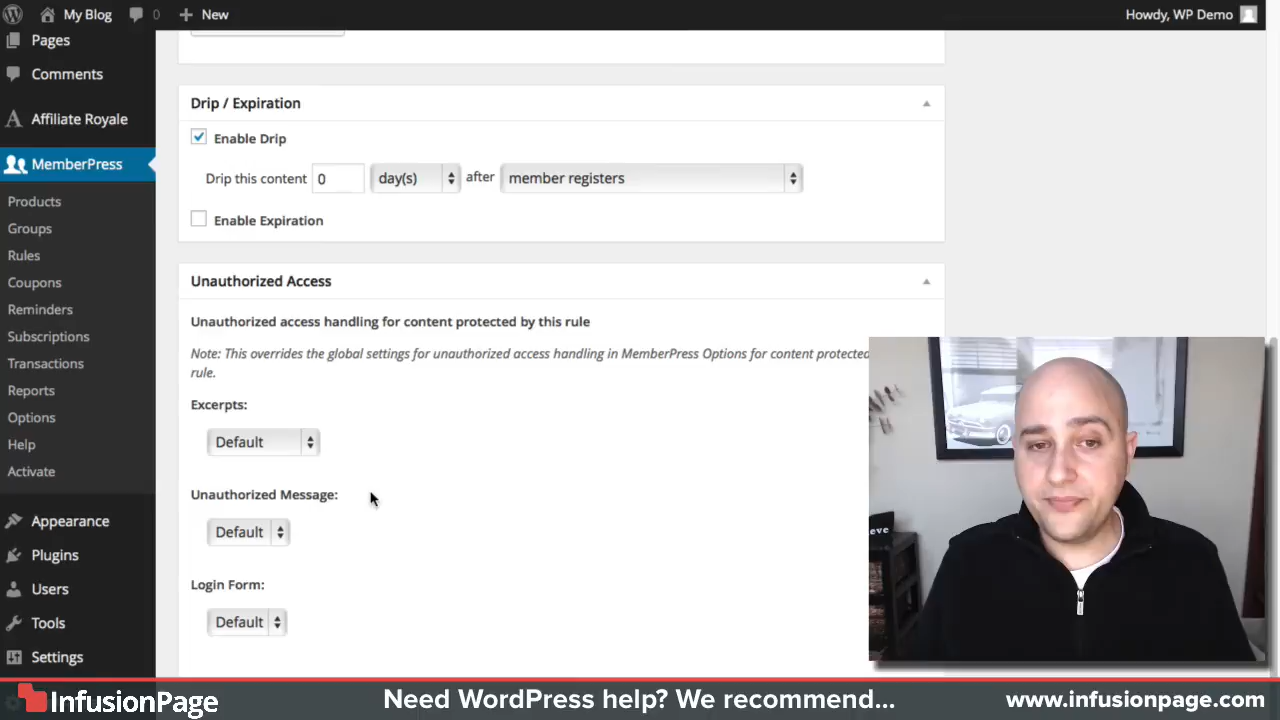 My Blog
0
New
Howdy, WP Demo
Pages
Comments
Affiliate Royale
MemberPress
Products
Groups
Rules
Coupons
Reminders
Subscriptions
Transactions
Reports
Options
Help
Activate
Appearance
Plugins
Users
Tools
Settings
Drip / Expiration
Enable Drip
Drip this content 0 day(s) after member registers
Enable Expiration
Unauthorized Access
Unauthorized access handling for content protected by this rule
Note: This overrides the global settings for unauthorized access handling in MemberPress Options for content protected
rule.
Excerpts:
Default
Unauthorized Message:
Default
Login Form:
Default
InfusionPage
Need WordPress help? We recommend...
www.infusionpage.com